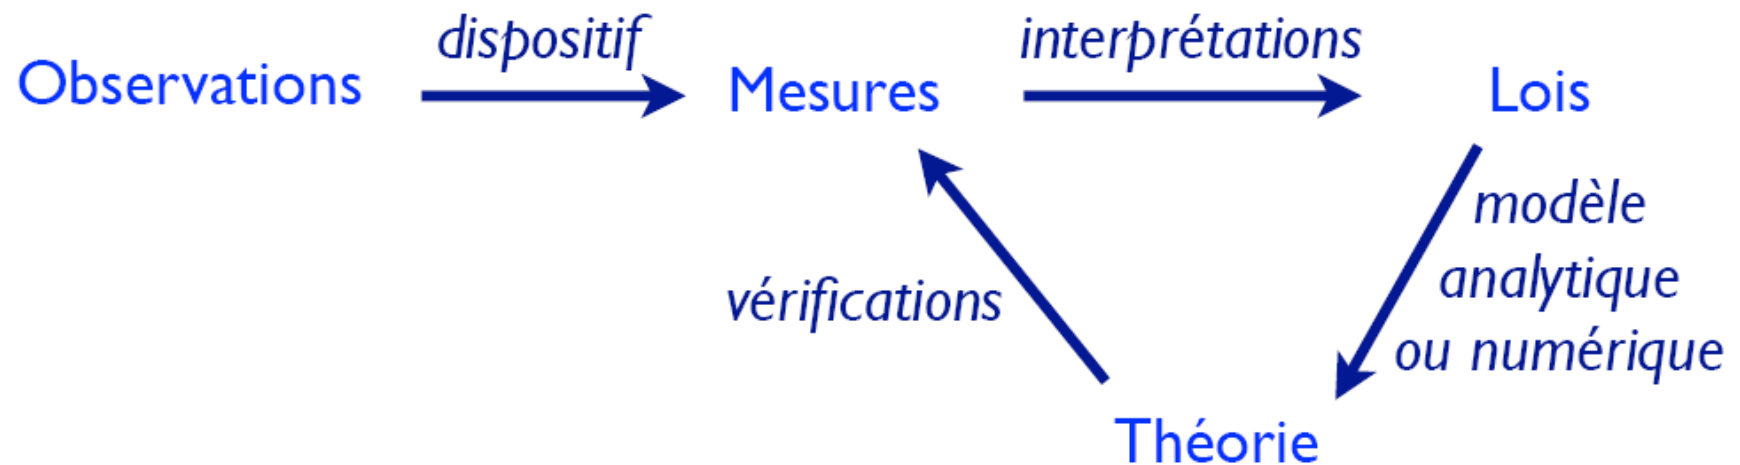 dispositif
interprétations
Observations
Mesures
Lois
modèle
analytique
ou numérique
vérifications
Théorie